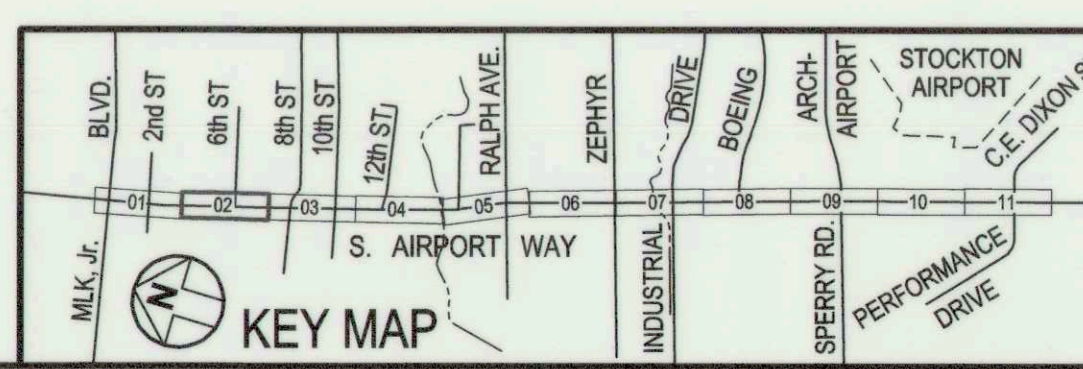 BLVD.
MLK, Jr.
2nd ST
6th ST
8th ST
10th ST
12th ST
RALPH AVE.
ZEPHYR
INDUSTRIAL
DRIVE
BOEING
ARCH-
AIRPORT
SPERRY RD.
STOCKTON
AIRPORT
C.E. DIXON
PERFORMANCE
DRIVE
01
02
03
04
05
06
07
08
09
10
11
S. AIRPORT WAY
N
KEY MAP